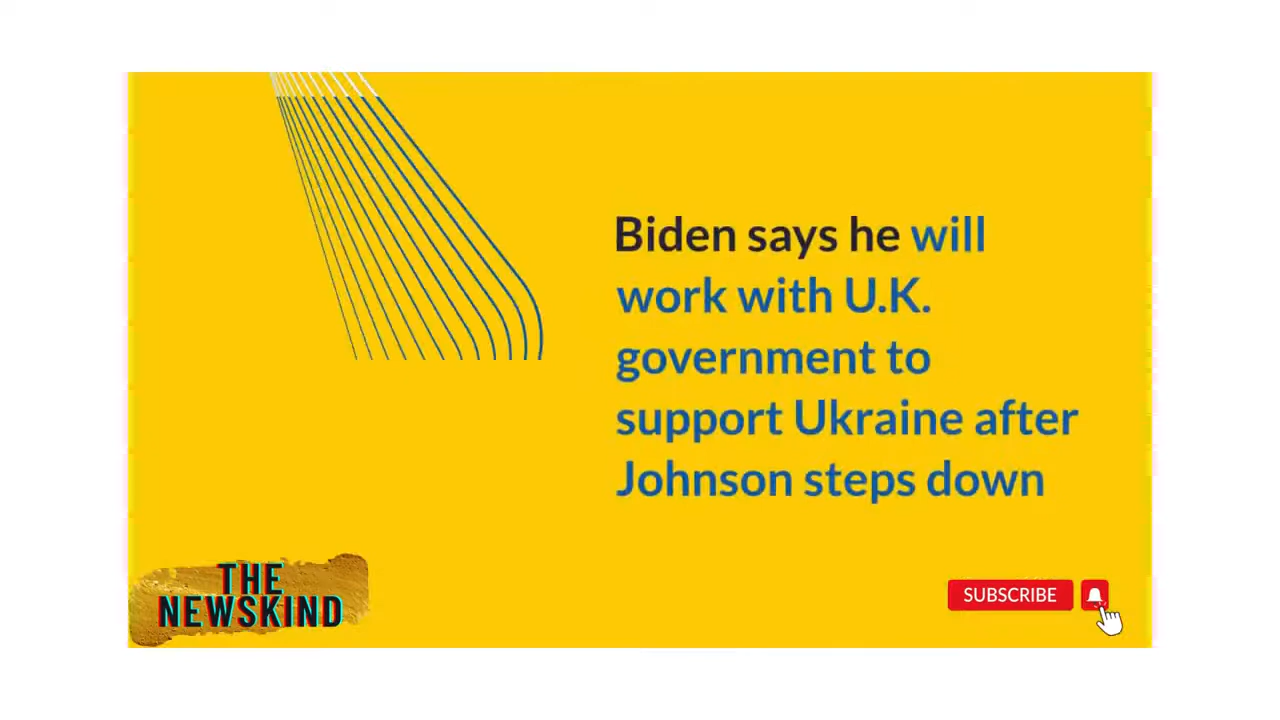 Biden says he will
work with U.K.
government to
support Ukraine after
Johnson steps down
THE
NEWSKIND
SUBSCRIBE